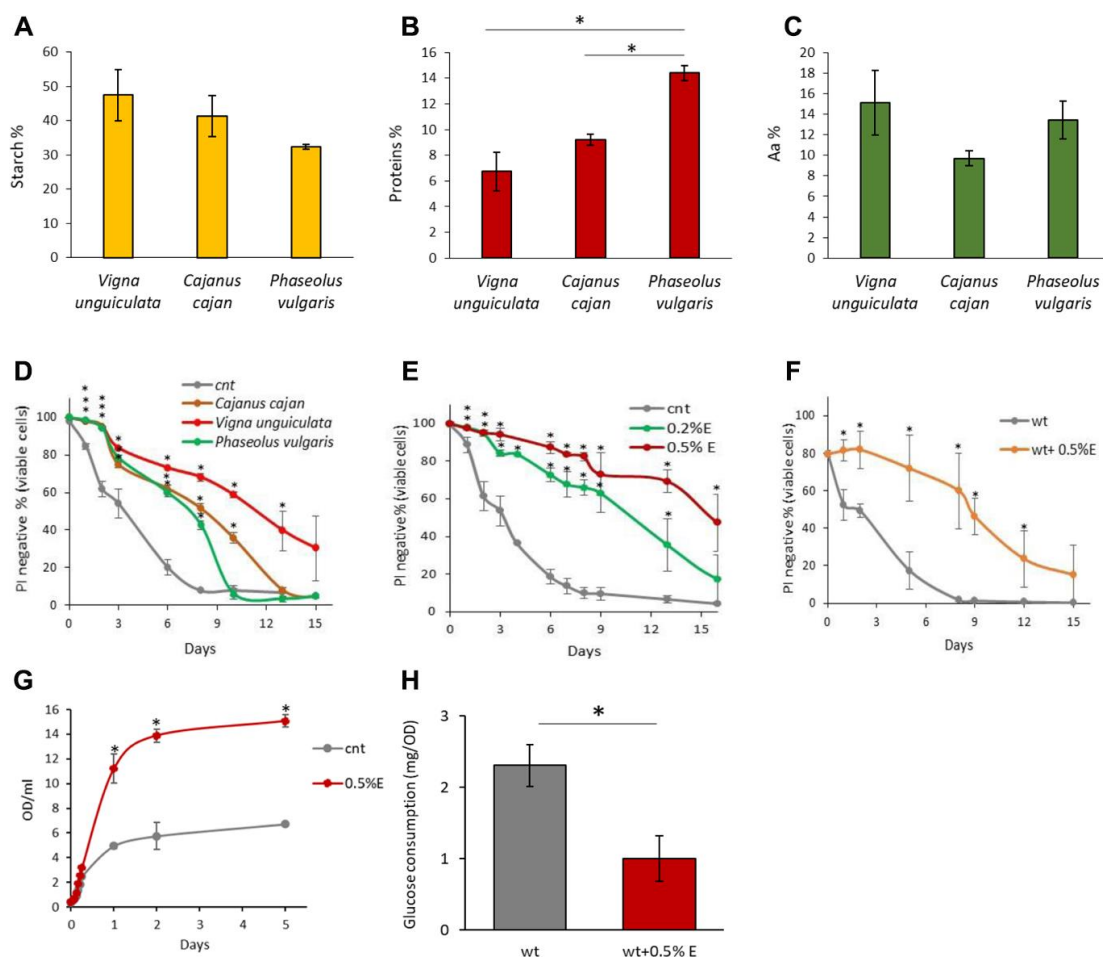 A
Starch %
60
50
40
30
20
10
0
Vigna unguiculata
Cajanus cajan
Phaseolus vulgaris
B
Proteins %
16
14
12
10
8
6
4
2
0
*
*
Vigna unguiculata
Cajanus cajan
Phaseolus vulgaris
C
Aa %
20
18
16
14
12
10
8
6
4
2
0
Vigna unguiculata
Cajanus cajan
Phaseolus vulgaris
D
PI negative % (viable cells)
100
80
60
40
20
0
cnt
Cajanus cajan
Vigna unguiculata
Phaseolus vulgaris
0 3 6 9 12 15
Days
E
PI negative% (viable cells)
100
80
60
40
20
0
cnt
0.2%E
0.5% E
0 3 6 9 12 15
Days
F
PI negative % (viable cells)
100
80
60
40
20
0
wt
wt+ 0.5%E
0 3 6 9 12 15
Days
G
OD/ml
16
14
12
10
8
6
4
2
0
cnt
0.5%E
0 1 2 3 4 5
Days
H
Glucose consumption (mg/OD)
3
2
1
0
*
wt
wt+0.5% E